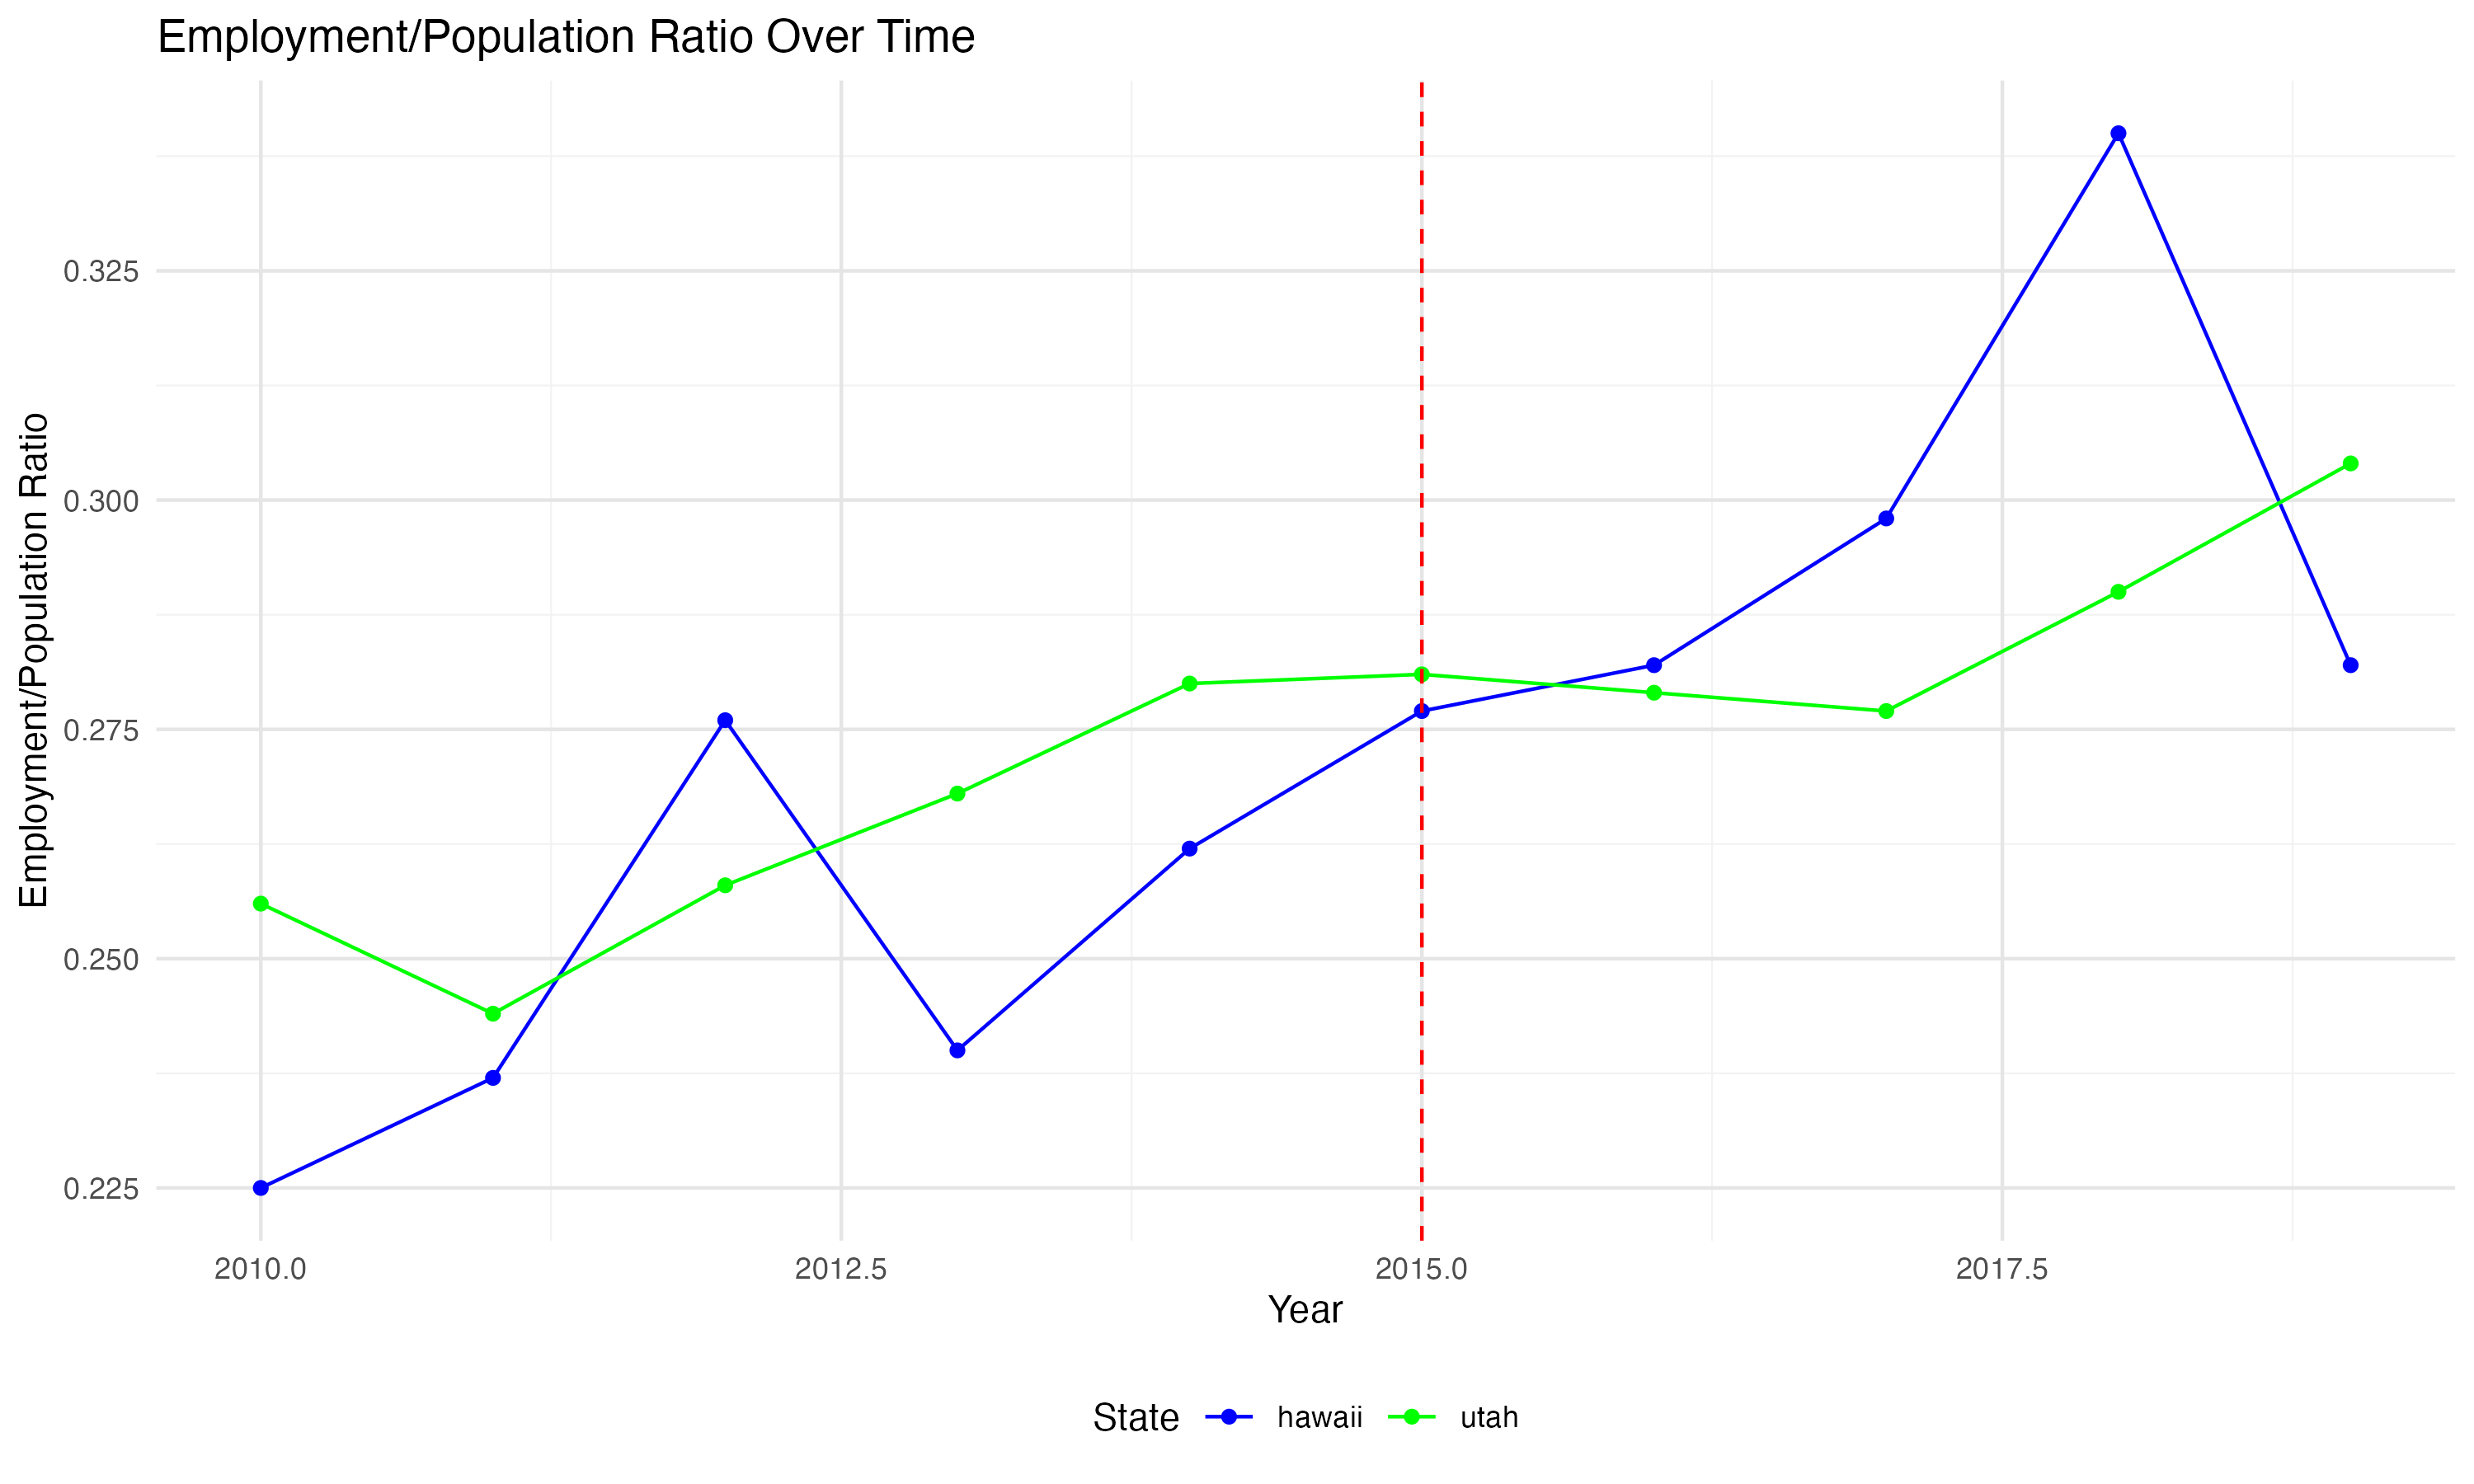 Employment/Population Ratio Over Time
Employment/Population Ratio
0.325
0.300
0.275
0.250
0.225
2010.0 2012.5 2015.0 2017.5
Year
State hawaii utah